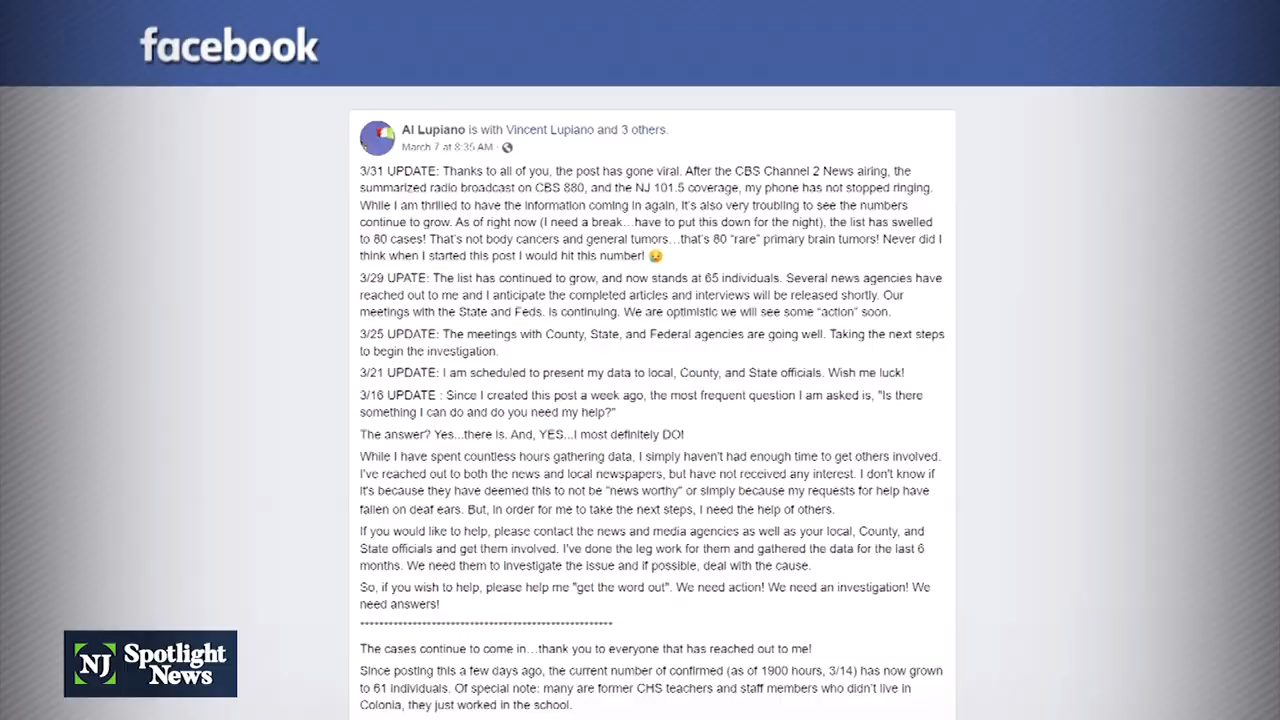 facebook
Al Lupiano is with Vincent Lupiano and 3 others.
March 7 at 8:35 AM ·
3/31 UPDATE: Thanks to all of you, the post has gone viral. After the CBS Channel 2 News airing, the
summarized radio broadcast on CBS 880, and the NJ 101.5 coverage, my phone has not stopped ringing.
While I am thrilled to have the information coming in again, it's also very troubling to see the numbers
continue to grow. As of right now (I need a break...have to put this down for the night), the list has swelled
to 80 cases! That's not body cancers and general tumors...that's 80 "rare" primary brain tumors! Never did I
think when I started this post I would hit this number! 😥
3/29 UPATE: The list has continued to grow, and now stands at 65 individuals. Several news agencies have
reached out to me and I anticipate the completed articles and interviews will be released shortly. Our
meetings with the State and Feds. is continuing. We are optimistic we will see some "action" soon.
3/25 UPDATE: The meetings with County, State, and Federal agencies are going well. Taking the next steps
to begin the investigation.
3/21 UPDATE: I am scheduled to present my data to local, County, and State officials. Wish me luck!
3/16 UPDATE : Since I created this post a week ago, the most frequent question I am asked is, "Is there
something I can do and do you need my help?"
The answer? Yes...there is. And, YES...I most definitely DO!
While I have spent countless hours gathering data, I simply haven't had enough time to get others involved.
I've reached out to both the news and local newspapers, but have not received any interest. I don't know if
it's because they have deemed this to not be "news worthy" or simply because my requests for help have
fallen on deaf ears. But, in order for me to take the next steps, I need the help of others.
If you would like to help, please contact the news and media agencies as well as your local, County, and
State officials and get them involved. I've done the leg work for them and gathered the data for the last 6
months. We need them to investigate the issue and if possible, deal with the cause.
So, if you wish to help, please help me "get the word out". We need action! We need an investigation! We
need answers!
****************************************************
The cases continue to come in...thank you to everyone that has reached out to me!
Since posting this a few days ago, the current number of confirmed (as of 1900 hours, 3/14) has now grown
to 61 individuals. Of special note: many are former CHS teachers and staff members who didn't live in
Colonia, they just worked in the school.
NJ Spotlight
News